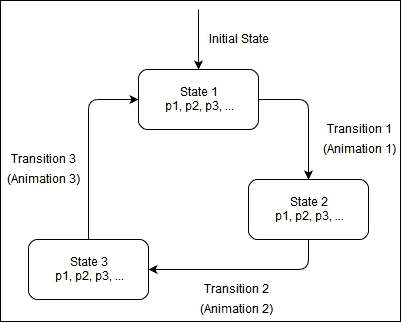 Initial State
State 1
p1, p2, p3, ...
Transition 1
(Animation 1)
State 2
p1, p2, p3, ...
Transition 2
(Animation 2)
State 3
p1, p2, p3, ...
Transition 3
(Animation 3)